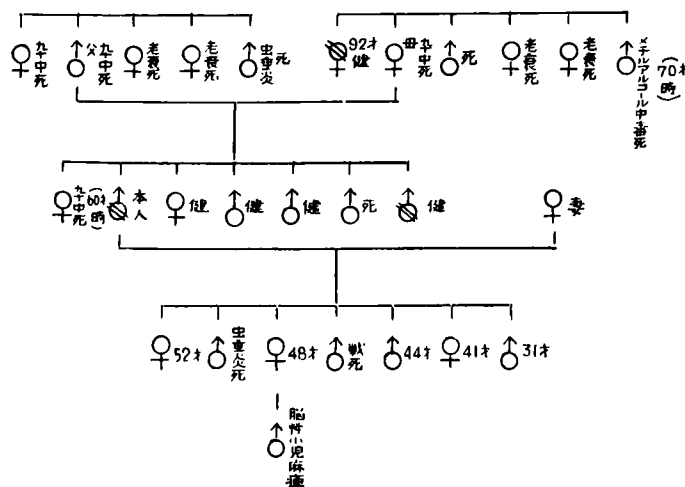 卆中死
父
卆中死
老衰死
老衰死
虫垂炎
死
92才
健
母
卆中死
死
老衰死
老衰死
メチルアルコール中毒死
(70才時)
卆中死
(60才時)
本人
健
健
健
死
健
妻
52才
虫垂炎死
48才
戦死
44才
41才
31才
脳性小児麻痺